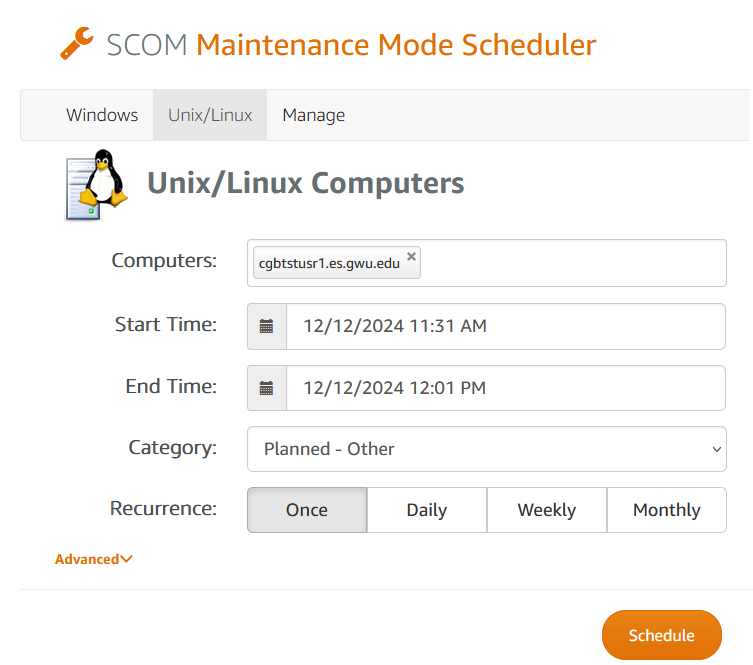 SCOM Maintenance Mode Scheduler
Windows Unix/Linux Manage
Unix/Linux Computers
Computers: cgbtstusr1.es.gwu.edu ×
Start Time: 12/12/2024 11:31 AM
End Time: 12/12/2024 12:01 PM
Category: Planned - Other
Recurrence: Once Daily Weekly Monthly
Advanced
Schedule